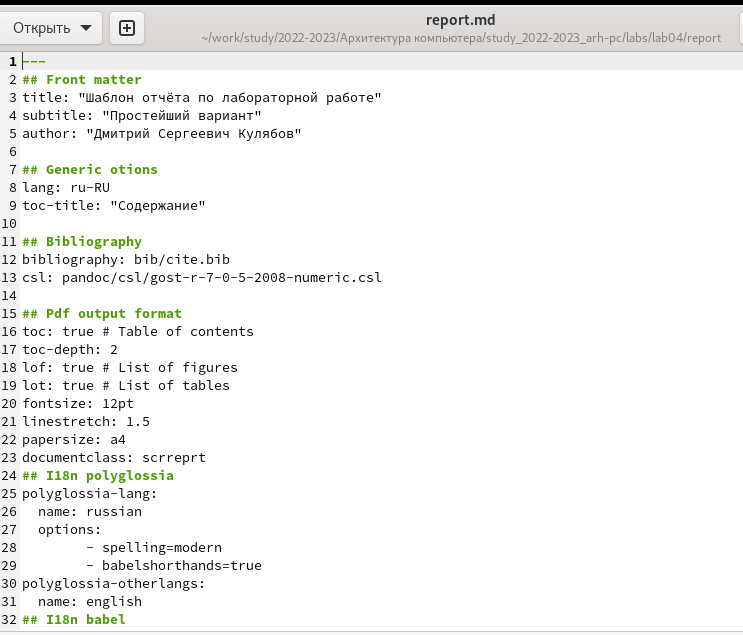 Открыть
report.md
~/work/study/2022-2023/Архитектура компьютера/study_2022-2023_arh-pc/labs/lab04/report
1 ---
2 ## Front matter
3 title: "Шаблон отчёта по лабораторной работе"
4 subtitle: "Простейший вариант"
5 author: "Дмитрий Сергеевич Кулябов"
6
7 ## Generic otions
8 lang: ru-RU
9 toc-title: "Содержание"
10
11 ## Bibliography
12 bibliography: bib/cite.bib
13 csl: pandoc/csl/gost-r-7-0-5-2008-numeric.csl
14
15 ## Pdf output format
16 toc: true # Table of contents
17 toc-depth: 2
18 lof: true # List of figures
19 lot: true # List of tables
20 fontsize: 12pt
21 linestretch: 1.5
22 papersize: a4
23 documentclass: scrreprt
24 ## I18n polyglossia
25 polyglossia-lang:
26   name: russian
27   options:
28         - spelling=modern
29         - babelshorthands=true
30 polyglossia-otherlangs:
31   name: english
32 ## I18n babel